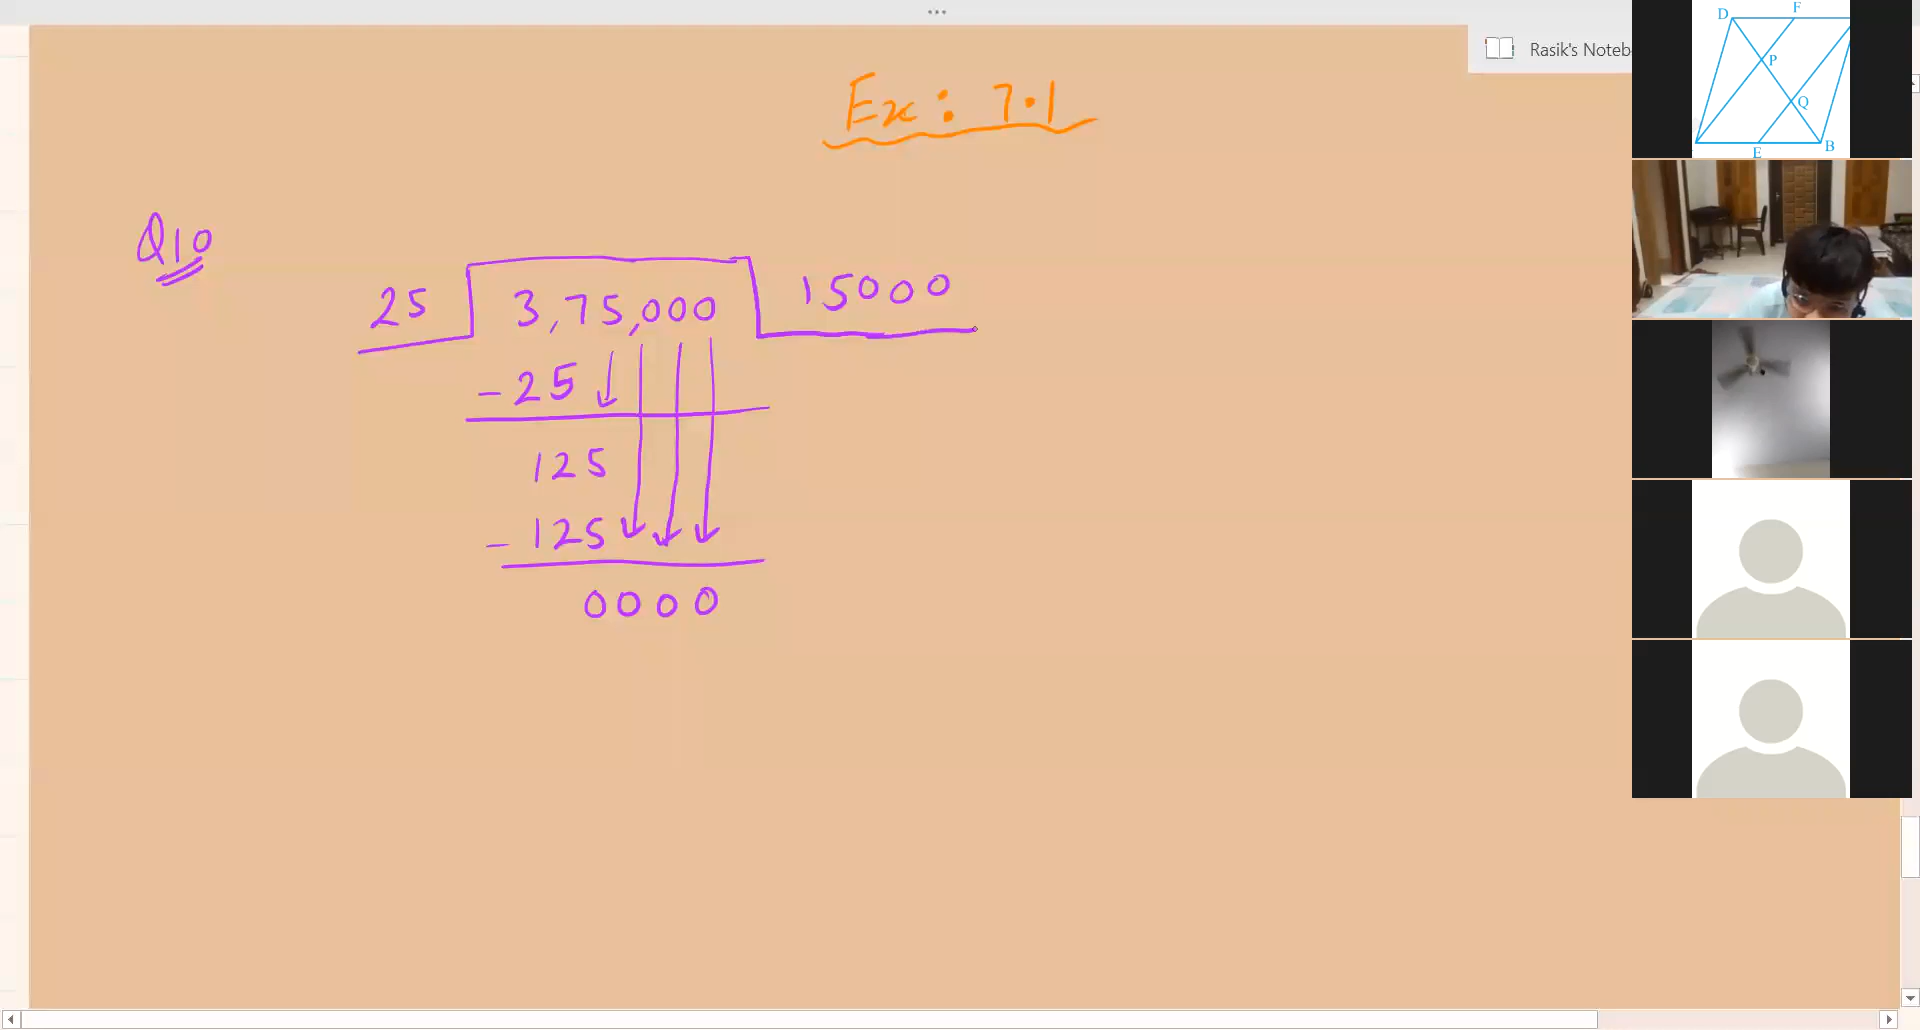 Rasik's Noteb
Ex: 7.1
Q10
25 3,75,000 15000
- 25
125
- 125
0000
D F
P
Q
E B